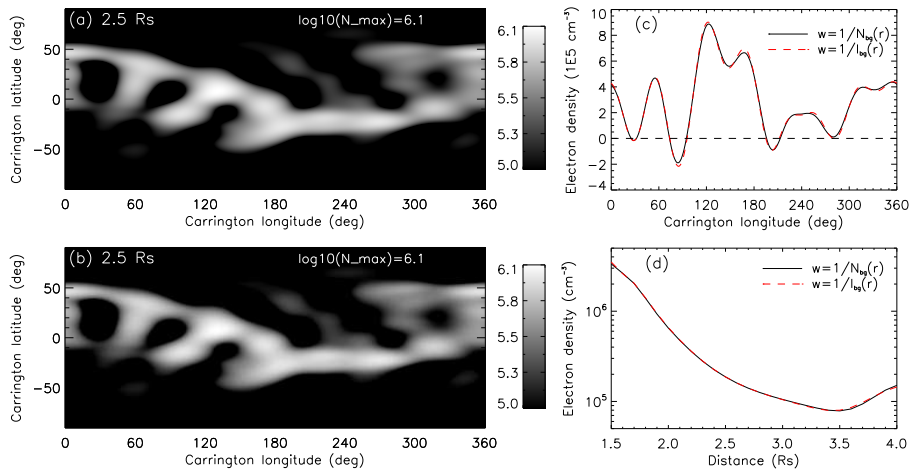 (a) 2.5 Rs
log10(N_max)=6.1
Carrington latitude (deg)
50
0
-50
0 60 120 180 240 300 360
Carrington longitude (deg)
6.1
5.8
5.5
5.3
5.0
(b) 2.5 Rs
log10(N_max)=6.1
Carrington latitude (deg)
50
0
-50
0 60 120 180 240 300 360
Carrington longitude (deg)
6.1
5.8
5.5
5.2
5.0
(c)
w=1/N_bg(r)
w=1/I_bg(r)
Electron density (1E5 cm⁻³)
10
8
6
4
2
0
-2
-4
0 60 120 180 240 300 360
Carrington longitude (deg)
(d)
w=1/N_bg(r)
w=1/I_bg(r)
Electron density (cm⁻³)
10⁶
10⁵
1.5 2.0 2.5 3.0 3.5 4.0
Distance (Rs)